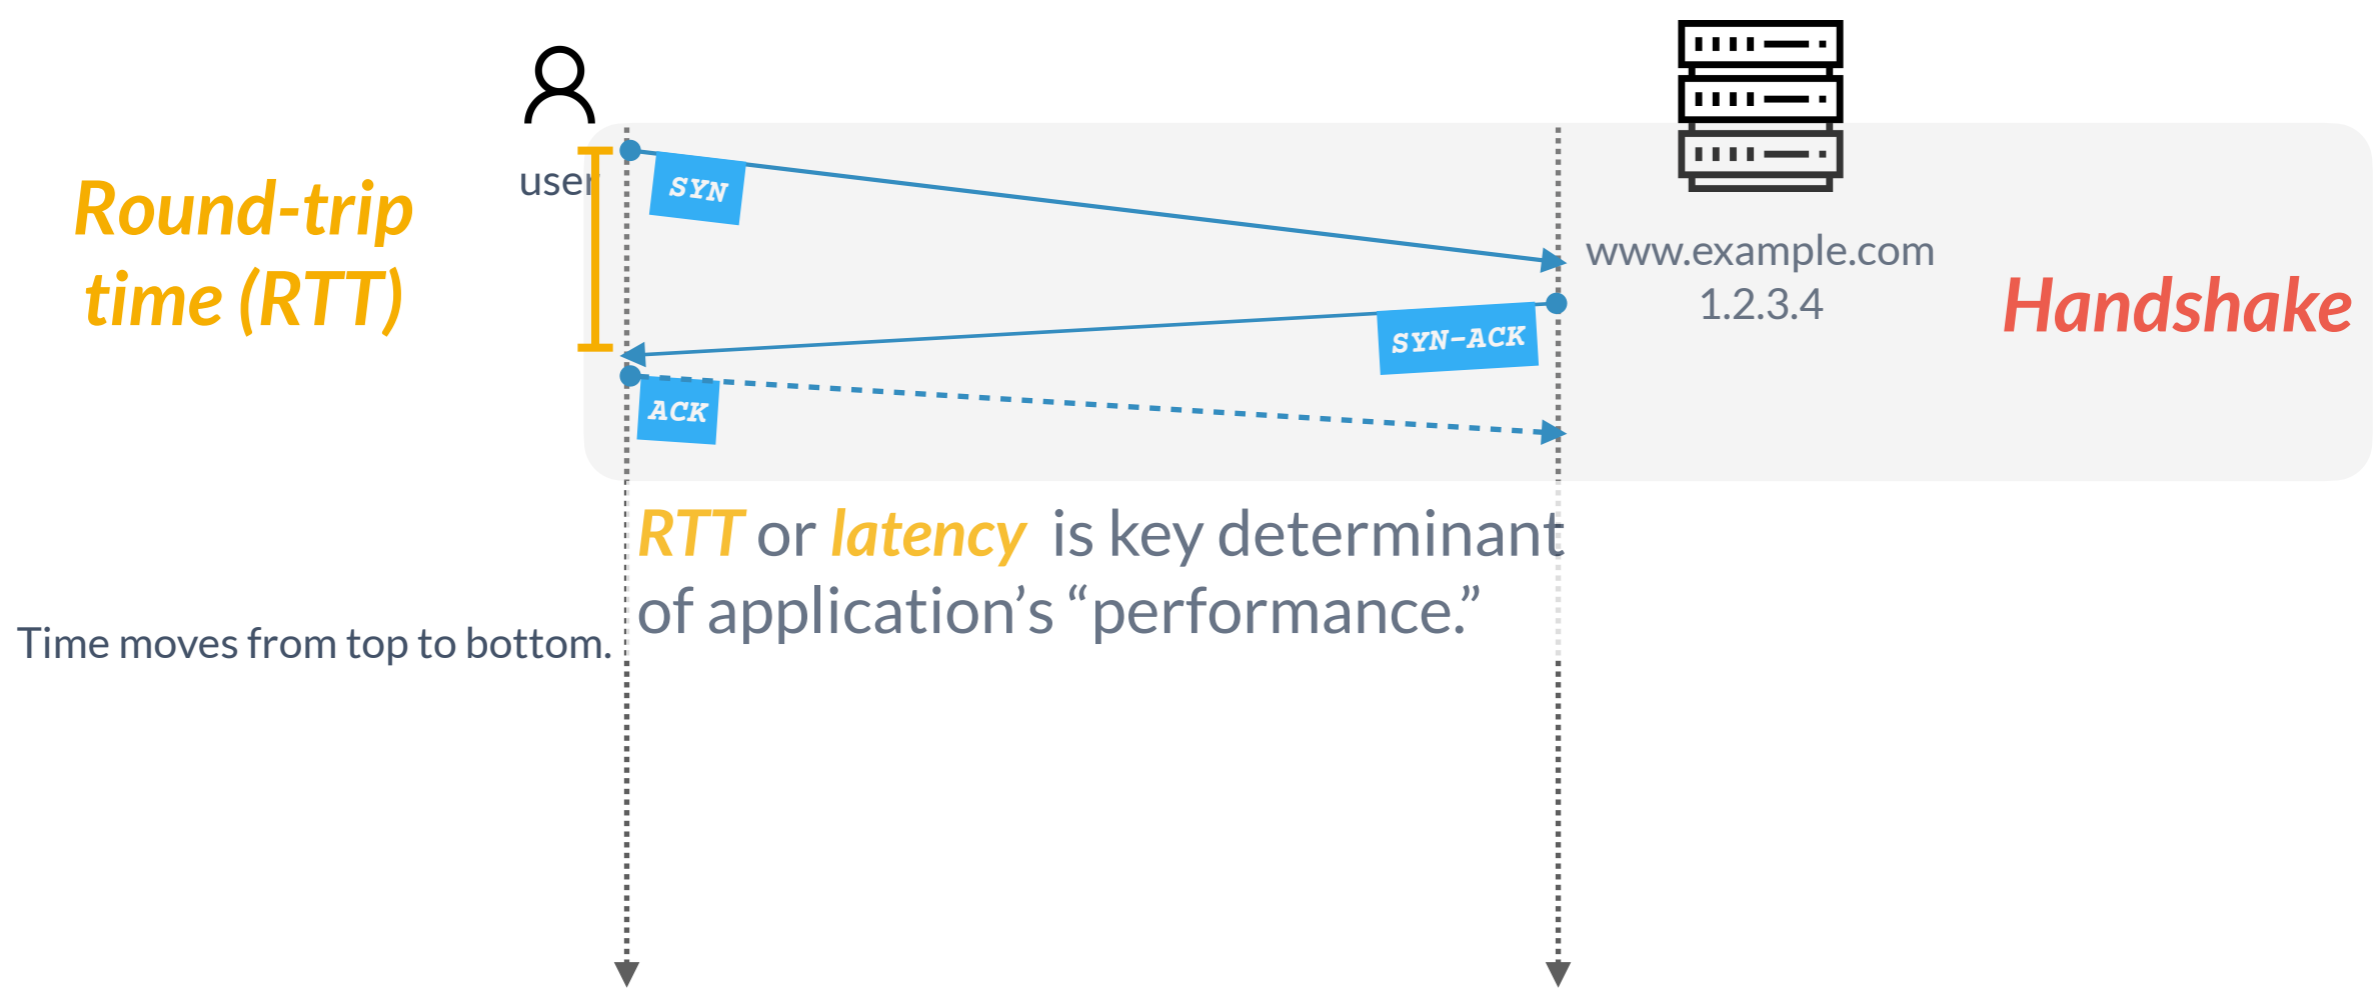 user
Round-trip
time (RTT)
SYN
www.example.com
1.2.3.4
Handshake
SYN-ACK
ACK
RTT or latency is key determinant
of application’s “performance.”
Time moves from top to bottom.